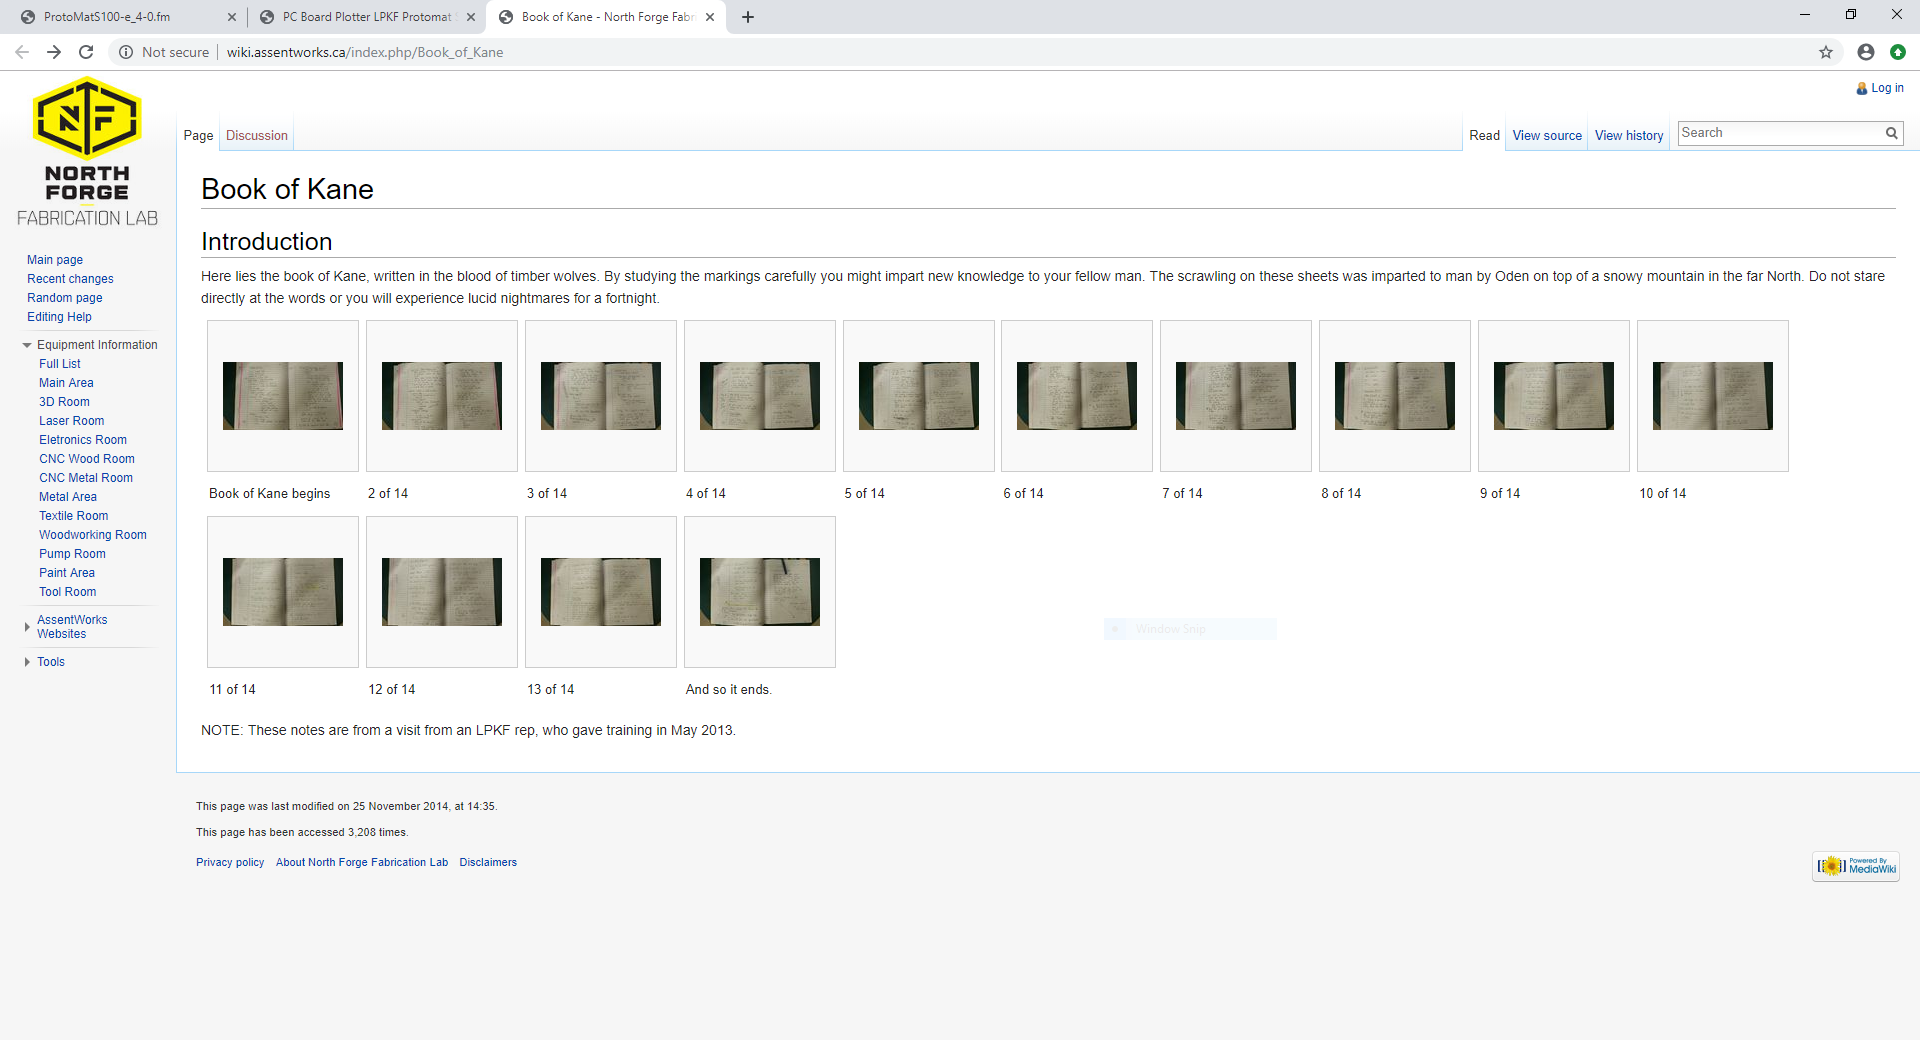 ProtoMatS100-e_4-0.fm
PC Board Plotter LPKF Protomat
Book of Kane - North Forge Fabr
Not secure
wiki.assentworks.ca/index.php/Book_of_Kane
NF
NORTH
FORGE
FABRICATION LAB
Log in
Page
Discussion
Read
View source
View history
Search
Main page
Recent changes
Random page
Editing Help
Equipment Information
Full List
Main Area
3D Room
Laser Room
Eletronics Room
CNC Wood Room
CNC Metal Room
Metal Area
Textile Room
Woodworking Room
Pump Room
Paint Area
Tool Room
AssentWorks
Websites
Tools
Book of Kane
Introduction
Here lies the book of Kane, written in the blood of timber wolves. By studying the markings carefully you might impart new knowledge to your fellow man. The scrawling on these sheets was imparted to man by Oden on top of a snowy mountain in the far North. Do not stare
directly at the words or you will experience lucid nightmares for a fortnight.
Book of Kane begins
2 of 14
3 of 14
4 of 14
5 of 14
6 of 14
7 of 14
8 of 14
9 of 14
10 of 14
11 of 14
12 of 14
13 of 14
And so it ends.
Window Snip
NOTE: These notes are from a visit from an LPKF rep, who gave training in May 2013.
This page was last modified on 25 November 2014, at 14:35.
This page has been accessed 3,208 times.
Privacy policy
About North Forge Fabrication Lab
Disclaimers
Powered By
MediaWiki